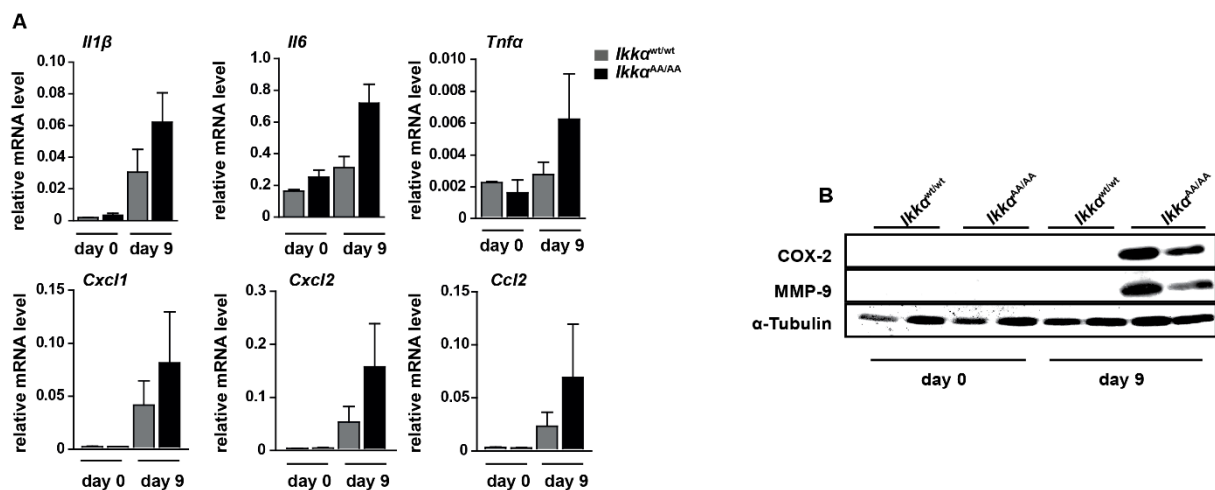 A
Il1β
relative mRNA level
0.10
0.08
0.06
0.04
0.02
0
day 0 day 9
Il6
relative mRNA level
1.0
0.8
0.6
0.4
0.2
0
day 0 day 9
Tnfα
relative mRNA level
0.010
0.008
0.006
0.004
0.002
0
day 0 day 9
Ikkα wt/wt
Ikkα AA/AA
Cxcl1
relative mRNA level
0.15
0.10
0.05
0
day 0 day 9
Cxcl2
relative mRNA level
0.3
0.2
0.1
0
day 0 day 9
Ccl2
relative mRNA level
0.15
0.10
0.05
0
day 0 day 9
B
Ikkα wt/wt Ikkα AA/AA Ikkα wt/wt Ikkα AA/AA
COX-2
MMP-9
α-Tubulin
day 0 day 9